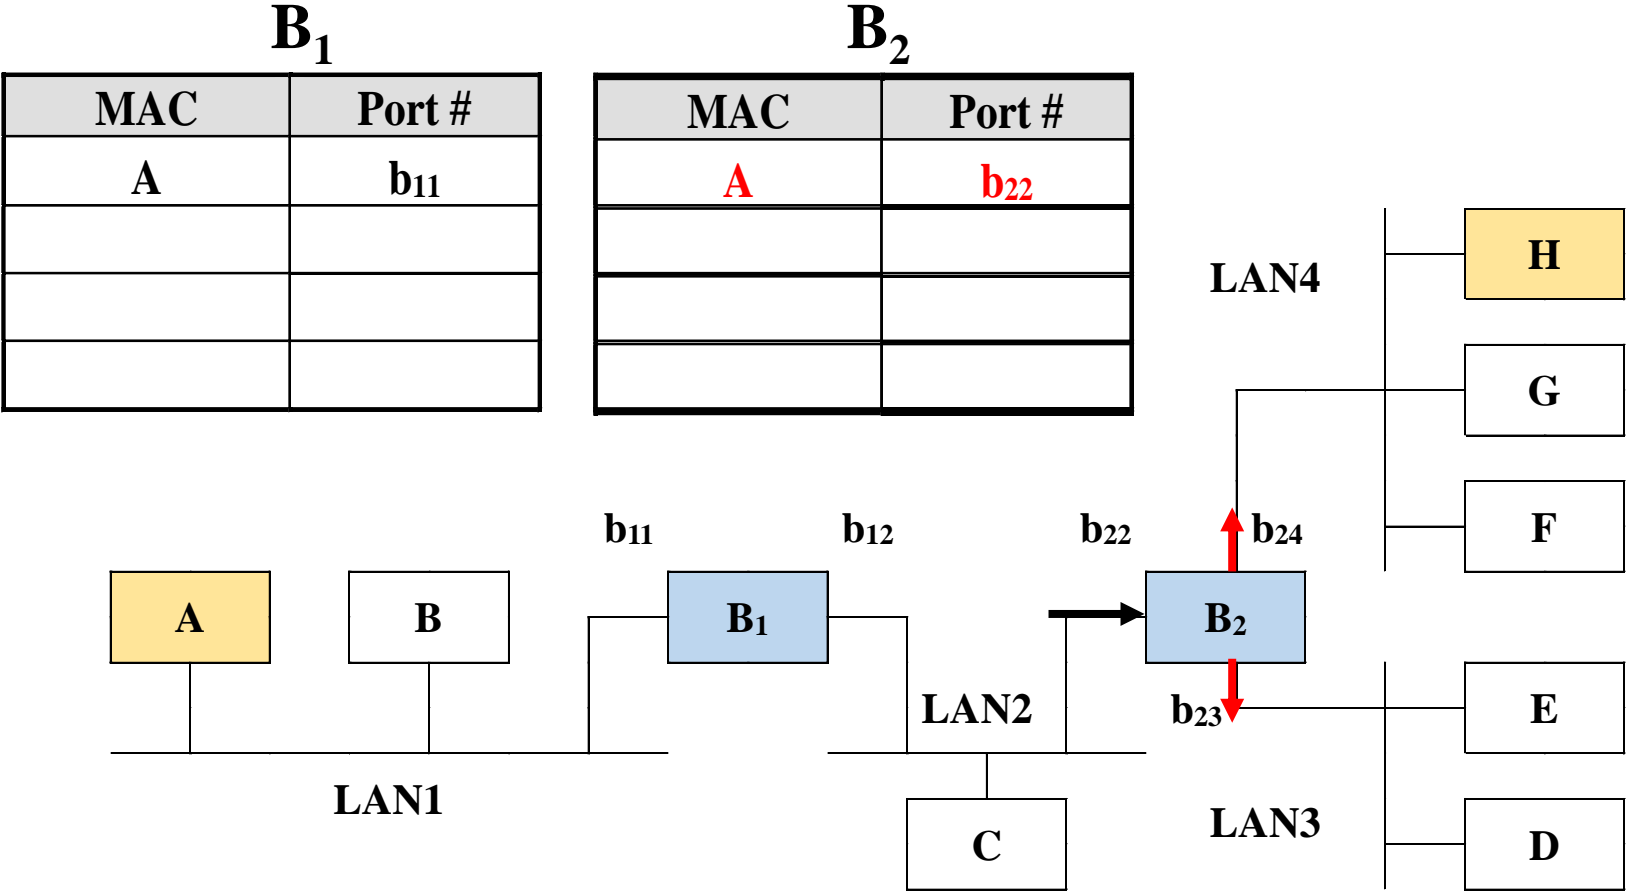 B1 B2
MAC Port # MAC Port #
A b11 A b22
H
LAN4
G
b11 b12 b22 b24 F
A B B1 B2
LAN2 b23 E
LAN1 LAN3
C D